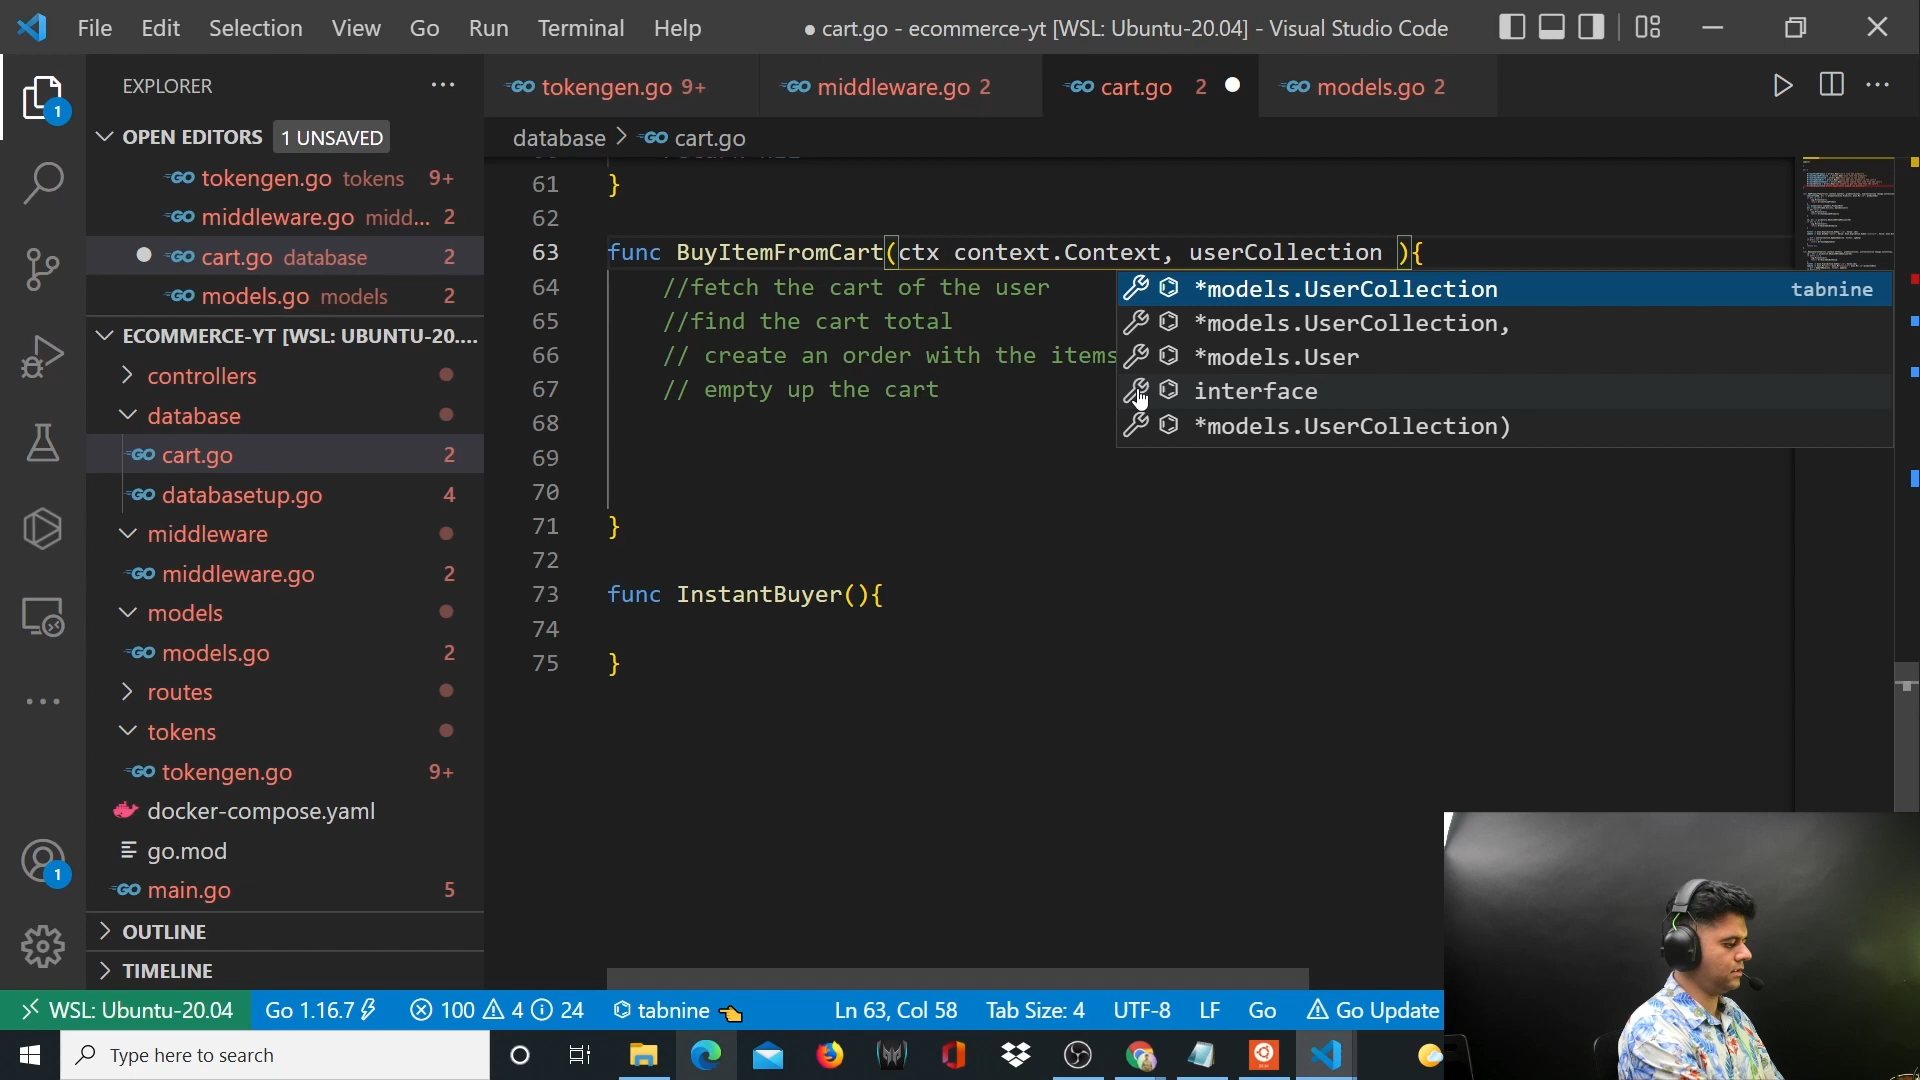 File Edit Selection View Go Run Terminal Help
● cart.go - ecommerce-yt [WSL: Ubuntu-20.04] - Visual Studio Code
EXPLORER
tokengen.go 9+
middleware.go 2
cart.go 2
models.go 2
OPEN EDITORS 1 UNSAVED
database > cart.go
tokengen.go tokens 9+
middleware.go midd... 2
cart.go database 2
models.go models 2
ECOMMERCE-YT [WSL: UBUNTU-20....
controllers
database
cart.go 2
databasetup.go 4
middleware
middleware.go 2
models
models.go 2
routes
tokens
tokengen.go 9+
docker-compose.yaml
go.mod
main.go 5
OUTLINE
TIMELINE
61 }
62
63 func BuyItemFromCart(ctx context.Context, userCollection ){
64 //fetch the cart of the user
65 //find the cart total
66 // create an order with the items
67 // empty up the cart
68
69
70
71 }
72
73 func InstantBuyer(){
74
75 }
*models.UserCollection tabnine
*models.UserCollection,
*models.User
interface
*models.UserCollection)
1
1
WSL: Ubuntu-20.04 Go 1.16.7 100 4 24 tabnine Ln 63, Col 58 Tab Size: 4 UTF-8 LF Go Go Update
Type here to search